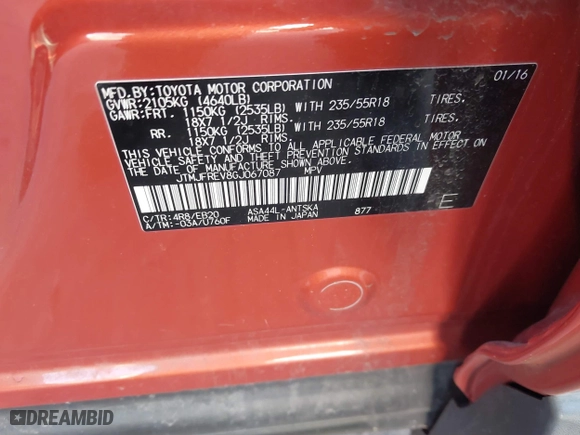 MFD.BY:TOYOTA MOTOR CORPORATION 01/16
GVWR:2105KG (4640LB)
GAWR:FRT. 1150KG (2535LB) WITH 235/55R18 TIRES.
18X7 1/2J RIMS.
RR. 1150KG (2535LB) WITH 235/55R18 TIRES.
18X7 1/2J RIMS.
THIS VEHICLE CONFORMS TO ALL APPLICABLE FEDERAL MOTOR
VEHICLE SAFETY AND THEFT PREVENTION STANDARDS IN EFFECT ON
THE DATE OF MANUFACTURE SHOWN ABOVE.
JTMJFREV8GJ067087 MPV
C/TR:4R8/EB20 ASA44L-ANTSKA 877 E
A/TM:-03A/U760F MADE IN JAPAN
DREAMBID